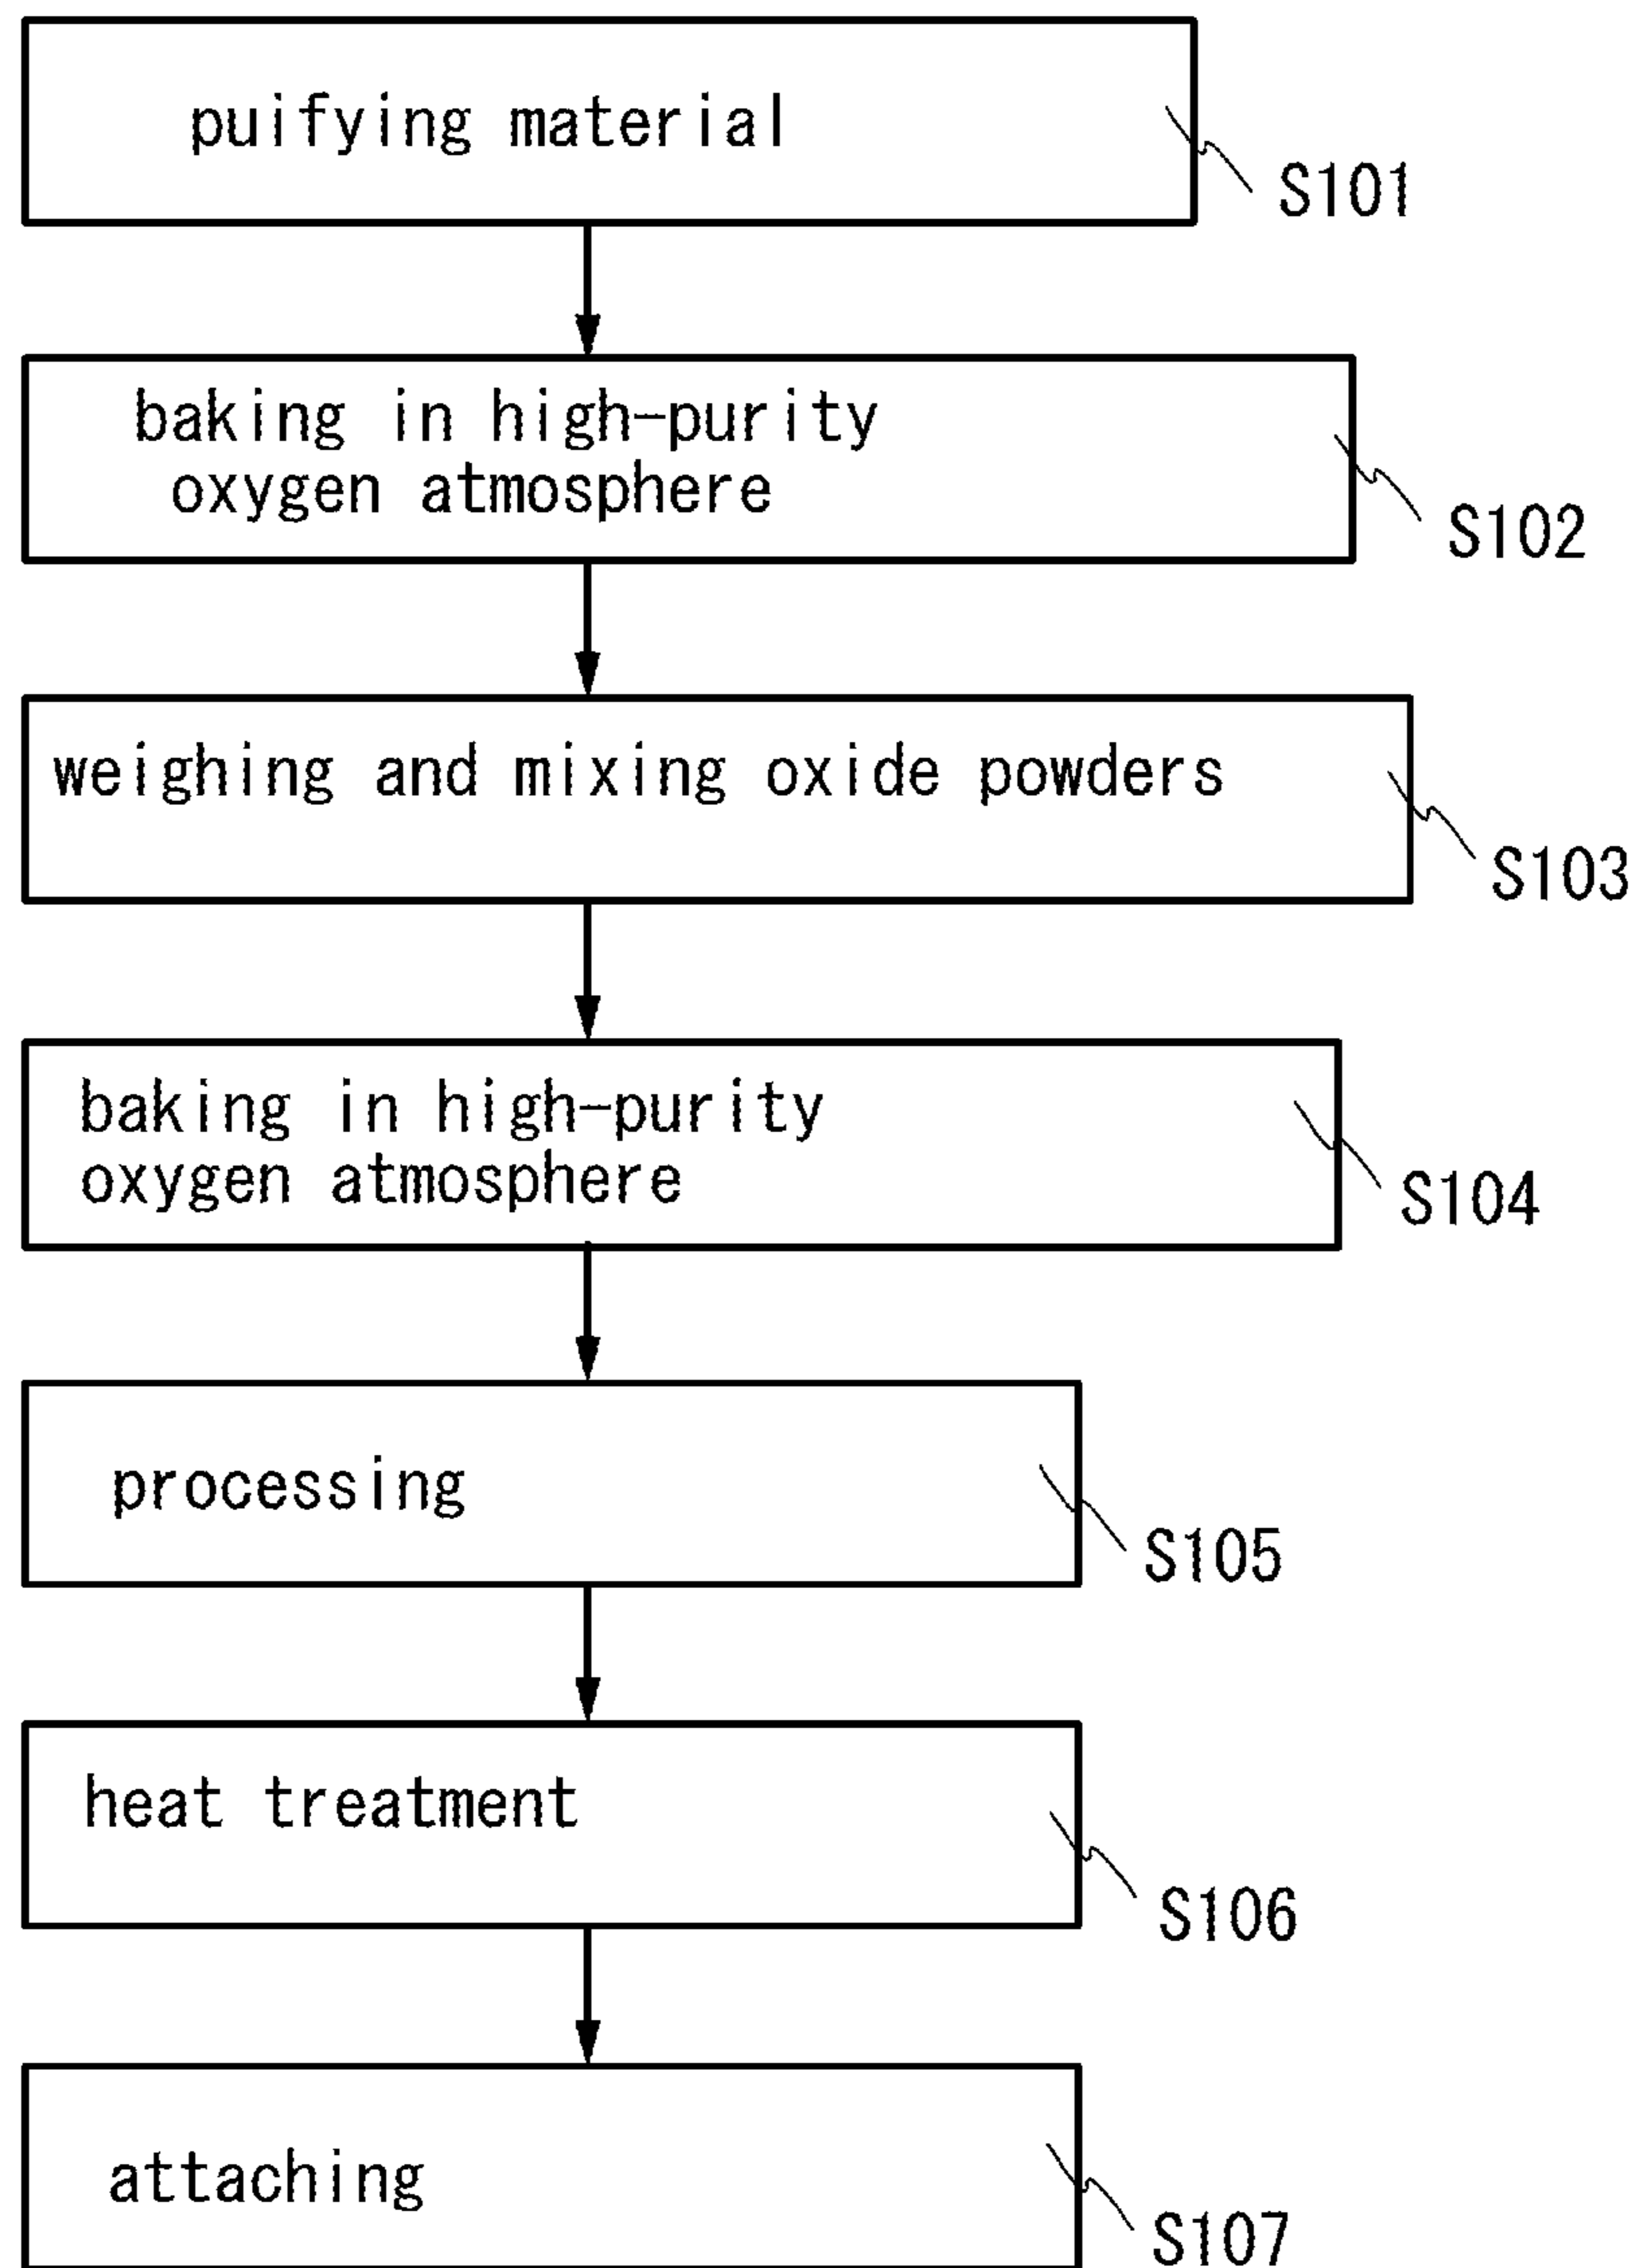 puifying material
S101
baking in high-purity
oxygen atmosphere
S102
weighing and mixing oxide powders
S103
baking in high-purity
oxygen atmosphere
S104
processing
S105
heat treatment
S106
attaching
S107